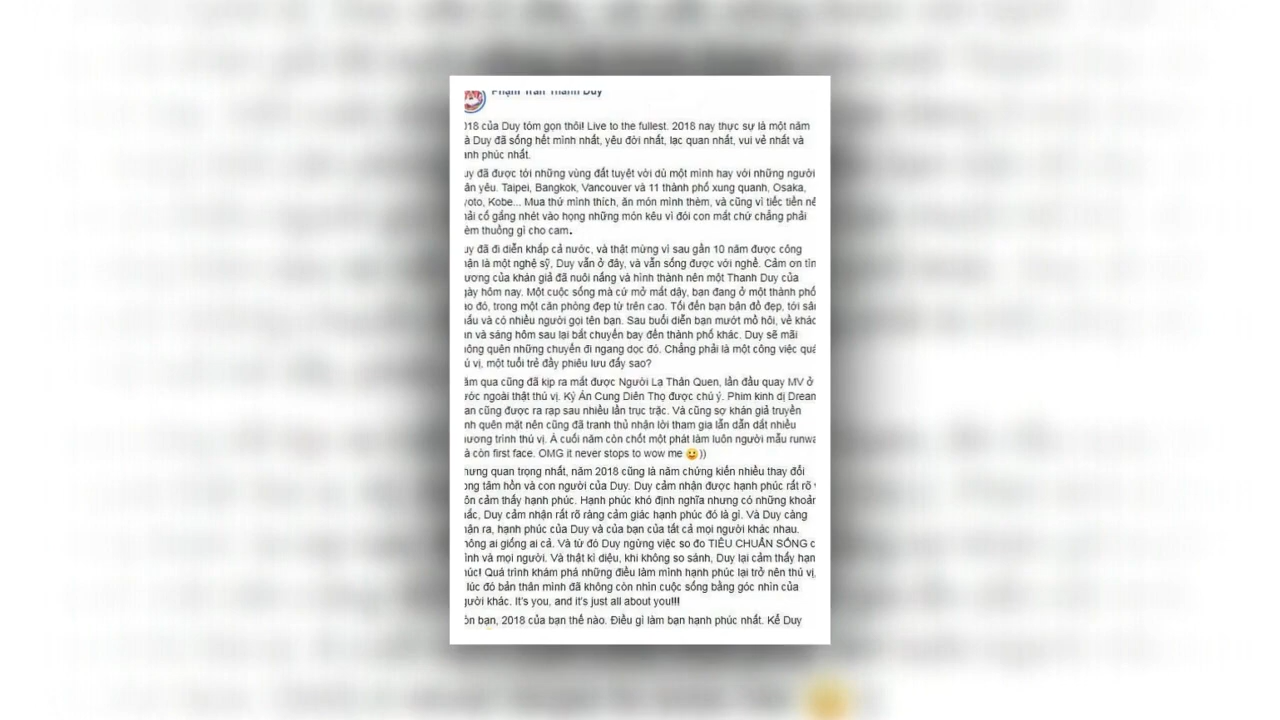 Phạm Trần Thanh Duy
018 của Duy tóm gọn thôi! Live to the fullest. 2018 nay thực sự là một năm
à Duy đã sống hết mình nhất, yêu đời nhất, lạc quan nhất, vui vẻ nhất và
ạnh phúc nhất.
uy đã được tới những vùng đất tuyệt vời dù một mình hay với những người
ân yêu. Taipei, Bangkok, Vancouver và 11 thành phố xung quanh, Osaka,
yoto, Kobe... Mua thứ mình thích, ăn món mình thèm, và cũng vì tiếc tiền nê
ải cố gắng nhét vào họng những món kêu vì đói con mắt chứ chẳng phải
èm thuồng gì cho cam.
uy đã đi diễn khắp cả nước, và thật mừng vì sau gần 10 năm được công
ận là một nghệ sỹ, Duy vẫn ở đây, và vẫn sống được với nghề. Cảm ơn tìn
ương của khán giả đã nuôi nấng và hình thành nên một Thanh Duy của
gày hôm nay. Một cuộc sống mà cứ mở mắt dậy, bạn đang ở một thành phố
ào đó, trong một căn phòng đẹp từ trên cao. Tối đến bạn bận đồ đẹp, tới sân
ấu và có nhiều người gọi tên bạn. Sau buổi diễn bạn mướt mồ hôi, về khác
ạn và sáng hôm sau lại bắt chuyến bay đến thành phố khác. Duy sẽ mãi
ông quên những chuyến đi ngang dọc đó. Chẳng phải là một công việc quá
ú vị, một tuổi trẻ đầy phiêu lưu đấy sao?
ăm qua cũng đã kịp ra mắt được Người Lạ Thân Quen, lần đầu quay MV ở
ước ngoài thật thú vị. Kỳ Án Cung Diên Thọ được chú ý. Phim kinh dị Dream
an cũng được ra rạp sau nhiều lần trục trặc. Và cũng sợ khán giả truyền
ình quên mặt nên cũng đã tranh thủ nhận lời tham gia lẫn dẫn dắt nhiều
ương trình thú vị. À cuối năm còn chốt một phát làm luôn người mẫu runwa
à còn first face. OMG it never stops to wow me 😆))
hưng quan trọng nhất, năm 2018 cũng là năm chứng kiến nhiều thay đổi
ong tâm hồn và con người của Duy. Duy cảm nhận được hạnh phúc rất rõ v
ôn cảm thấy hạnh phúc. Hạnh phúc khó định nghĩa nhưng có những khoản
ắc, Duy cảm nhận rất rõ ràng cảm giác hạnh phúc đó là gì. Và Duy càng
hận ra, hạnh phúc của Duy và của bạn của tất cả mọi người khác nhau.
hông ai giống ai cả. Và từ đó Duy ngừng việc so đo TIÊU CHUẨN SỐNG c
ình và mọi người. Và thật kì diệu, khi không so sánh, Duy lại cảm thấy hạn
úc! Quá trình khám phá những điều làm mình hạnh phúc lại trở nên thú vị,
lúc đó bản thân mình đã không còn nhìn cuộc sống bằng góc nhìn của
gười khác. It's you, and it's just all about you!!!
òn bạn, 2018 của bạn thế nào. Điều gì làm bạn hạnh phúc nhất. Kể Duy